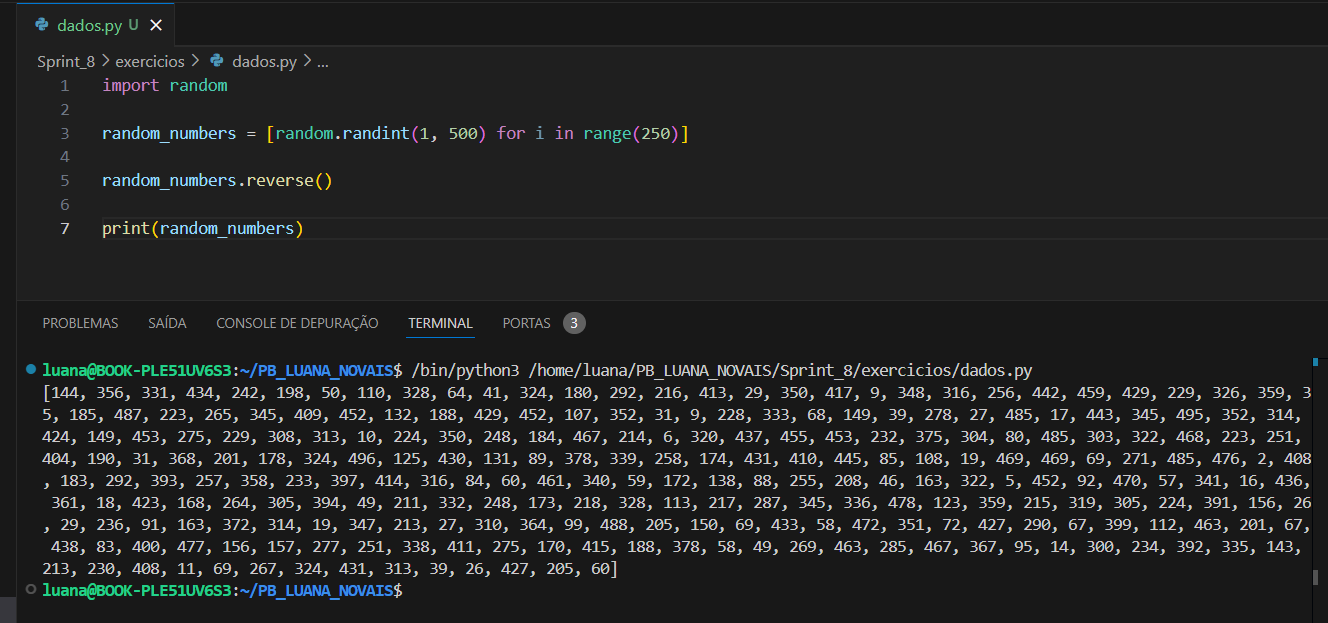 dados.py U
Sprint_8 > exercicios > dados.py > ...
1 import random
2
3 random_numbers = [random.randint(1, 500) for i in range(250)]
4
5 random_numbers.reverse()
6
7 print(random_numbers)
PROBLEMAS SAÍDA CONSOLE DE DEPURAÇÃO TERMINAL PORTAS 3
luana@BOOK-PLE51UV6S3:~/PB_LUANA_NOVAIS$ /bin/python3 /home/luana/PB_LUANA_NOVAIS/Sprint_8/exercicios/dados.py
[144, 356, 331, 434, 242, 198, 50, 110, 328, 64, 41, 324, 180, 292, 216, 413, 29, 350, 417, 9, 348, 316, 256, 442, 459, 429, 229, 326, 359, 3
5, 185, 487, 223, 265, 345, 409, 452, 132, 188, 429, 452, 107, 352, 31, 9, 228, 333, 68, 149, 39, 278, 27, 485, 17, 443, 345, 495, 352, 314,
424, 149, 453, 275, 229, 308, 313, 10, 224, 350, 248, 184, 467, 214, 6, 320, 437, 455, 453, 232, 375, 304, 80, 485, 303, 322, 468, 223, 251,
404, 190, 31, 368, 201, 178, 324, 496, 125, 430, 131, 89, 378, 339, 258, 174, 431, 410, 445, 85, 108, 19, 469, 469, 69, 271, 485, 476, 2, 408
, 183, 292, 393, 257, 358, 233, 397, 414, 316, 84, 60, 461, 340, 59, 172, 138, 88, 255, 208, 46, 163, 322, 5, 452, 92, 470, 57, 341, 16, 436,
361, 18, 423, 168, 264, 305, 394, 49, 211, 332, 248, 173, 218, 328, 113, 217, 287, 345, 336, 478, 123, 359, 215, 319, 305, 224, 391, 156, 26
, 29, 236, 91, 163, 372, 314, 19, 347, 213, 27, 310, 364, 99, 488, 205, 150, 69, 433, 58, 472, 351, 72, 427, 290, 67, 399, 112, 463, 201, 67,
438, 83, 400, 477, 156, 157, 277, 251, 338, 411, 275, 170, 415, 188, 378, 58, 49, 269, 463, 285, 467, 367, 95, 14, 300, 234, 392, 335, 143,
213, 230, 408, 11, 69, 267, 324, 431, 313, 39, 26, 427, 205, 60]
luana@BOOK-PLE51UV6S3:~/PB_LUANA_NOVAIS$